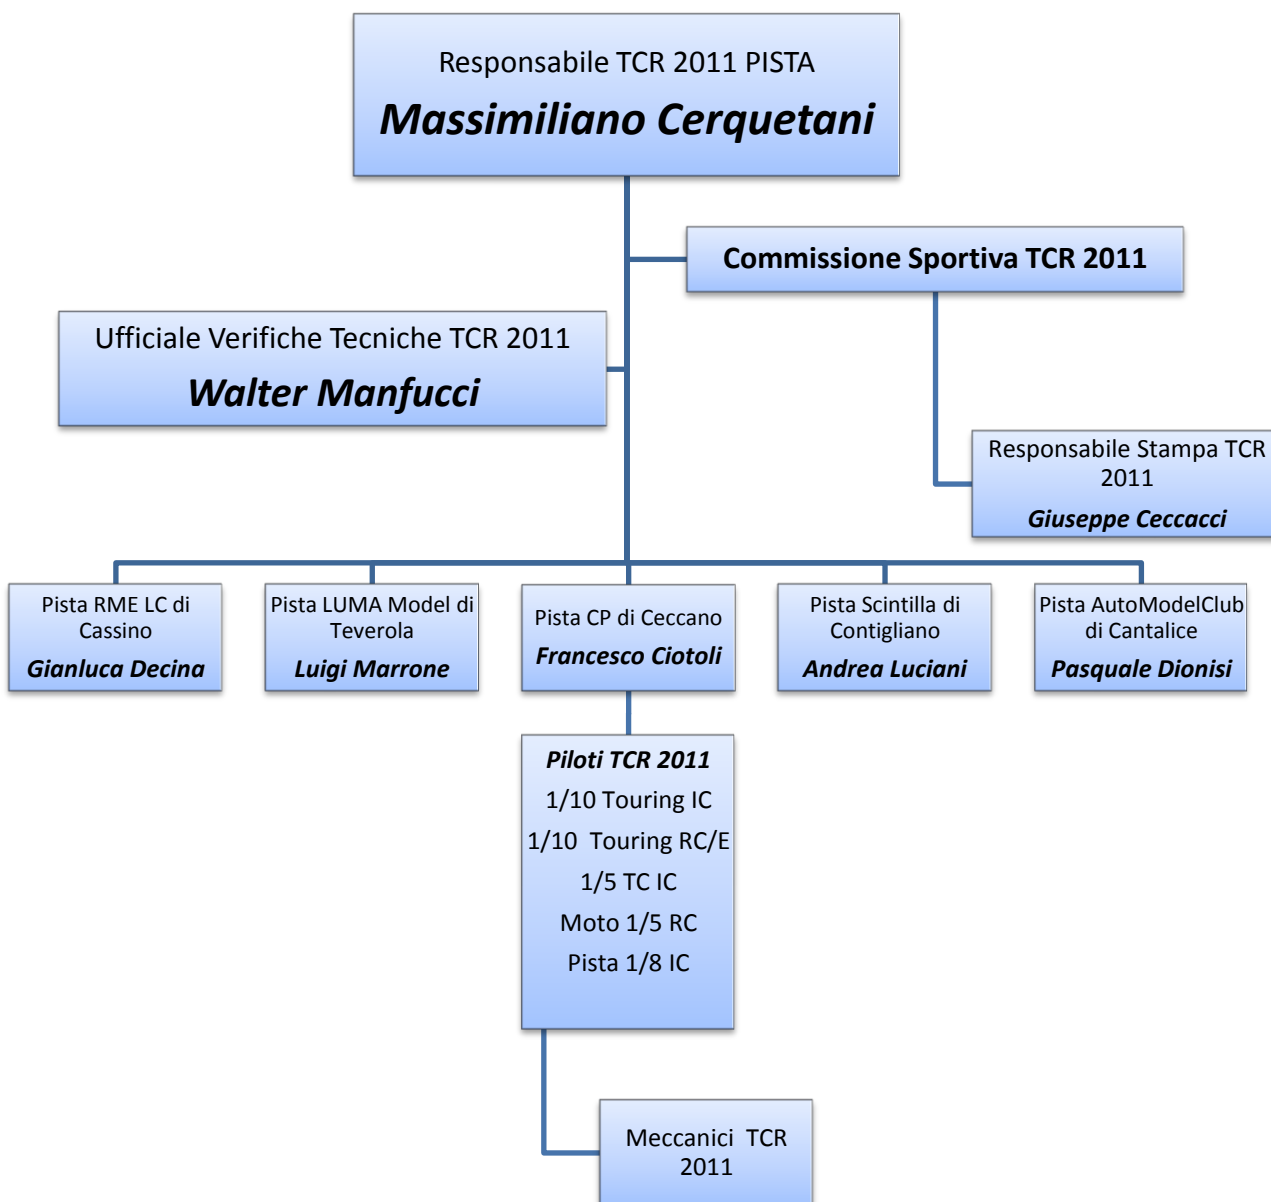 Responsabile TCR 2011 PISTA
Massimiliano Cerquetani
Commissione Sportiva TCR 2011
Ufficiale Verifiche Tecniche TCR 2011
Walter Manfucci
Responsabile Stampa TCR
2011
Giuseppe Ceccacci
Pista RME LC di
Cassino
Gianluca Decina
Pista LUMA Model di
Teverola
Luigi Marrone
Pista CP di Ceccano
Francesco Ciotoli
Pista Scintilla di
Contigliano
Andrea Luciani
Pista AutoModelClub
di Cantalice
Pasquale Dionisi
Piloti TCR 2011
1/10 Touring IC
1/10  Touring RC/E
1/5 TC IC
Moto 1/5 RC
Pista 1/8 IC
Meccanici  TCR
2011